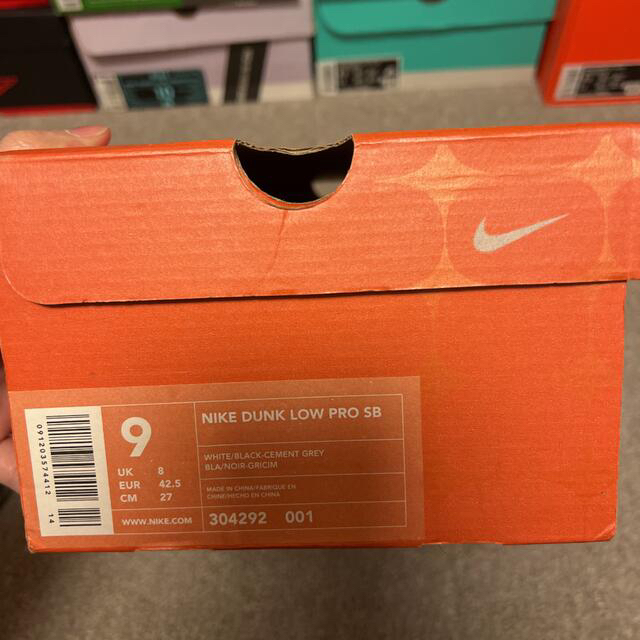 NIKE DUNK LOW PRO SB
9
WHITE/BLACK-CEMENT GREY
BLA/NOIR-GRICIM
UK 8
EUR 42.5
CM 27
MADE IN CHINA/FABRIQUE EN
CHINE/HECHO EN CHINA
WWW.NIKE.COM
304292 001
091203574412
14